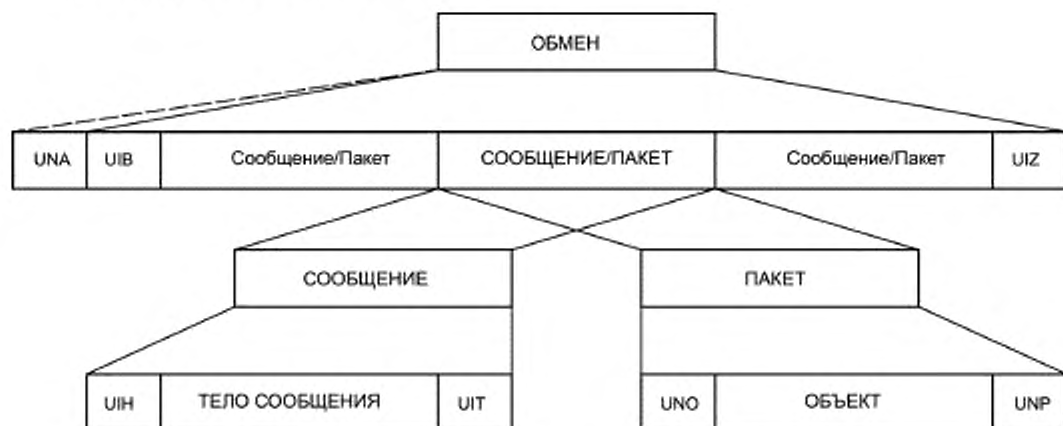 ОБМЕН
UNA UIB Сообщение/Пакет СООБЩЕНИЕ/ПАКЕТ Сообщение/Пакет UIZ
СООБЩЕНИЕ ПАКЕТ
UIH ТЕЛО СООБЩЕНИЯ UIT UNO ОБЪЕКТ UNP